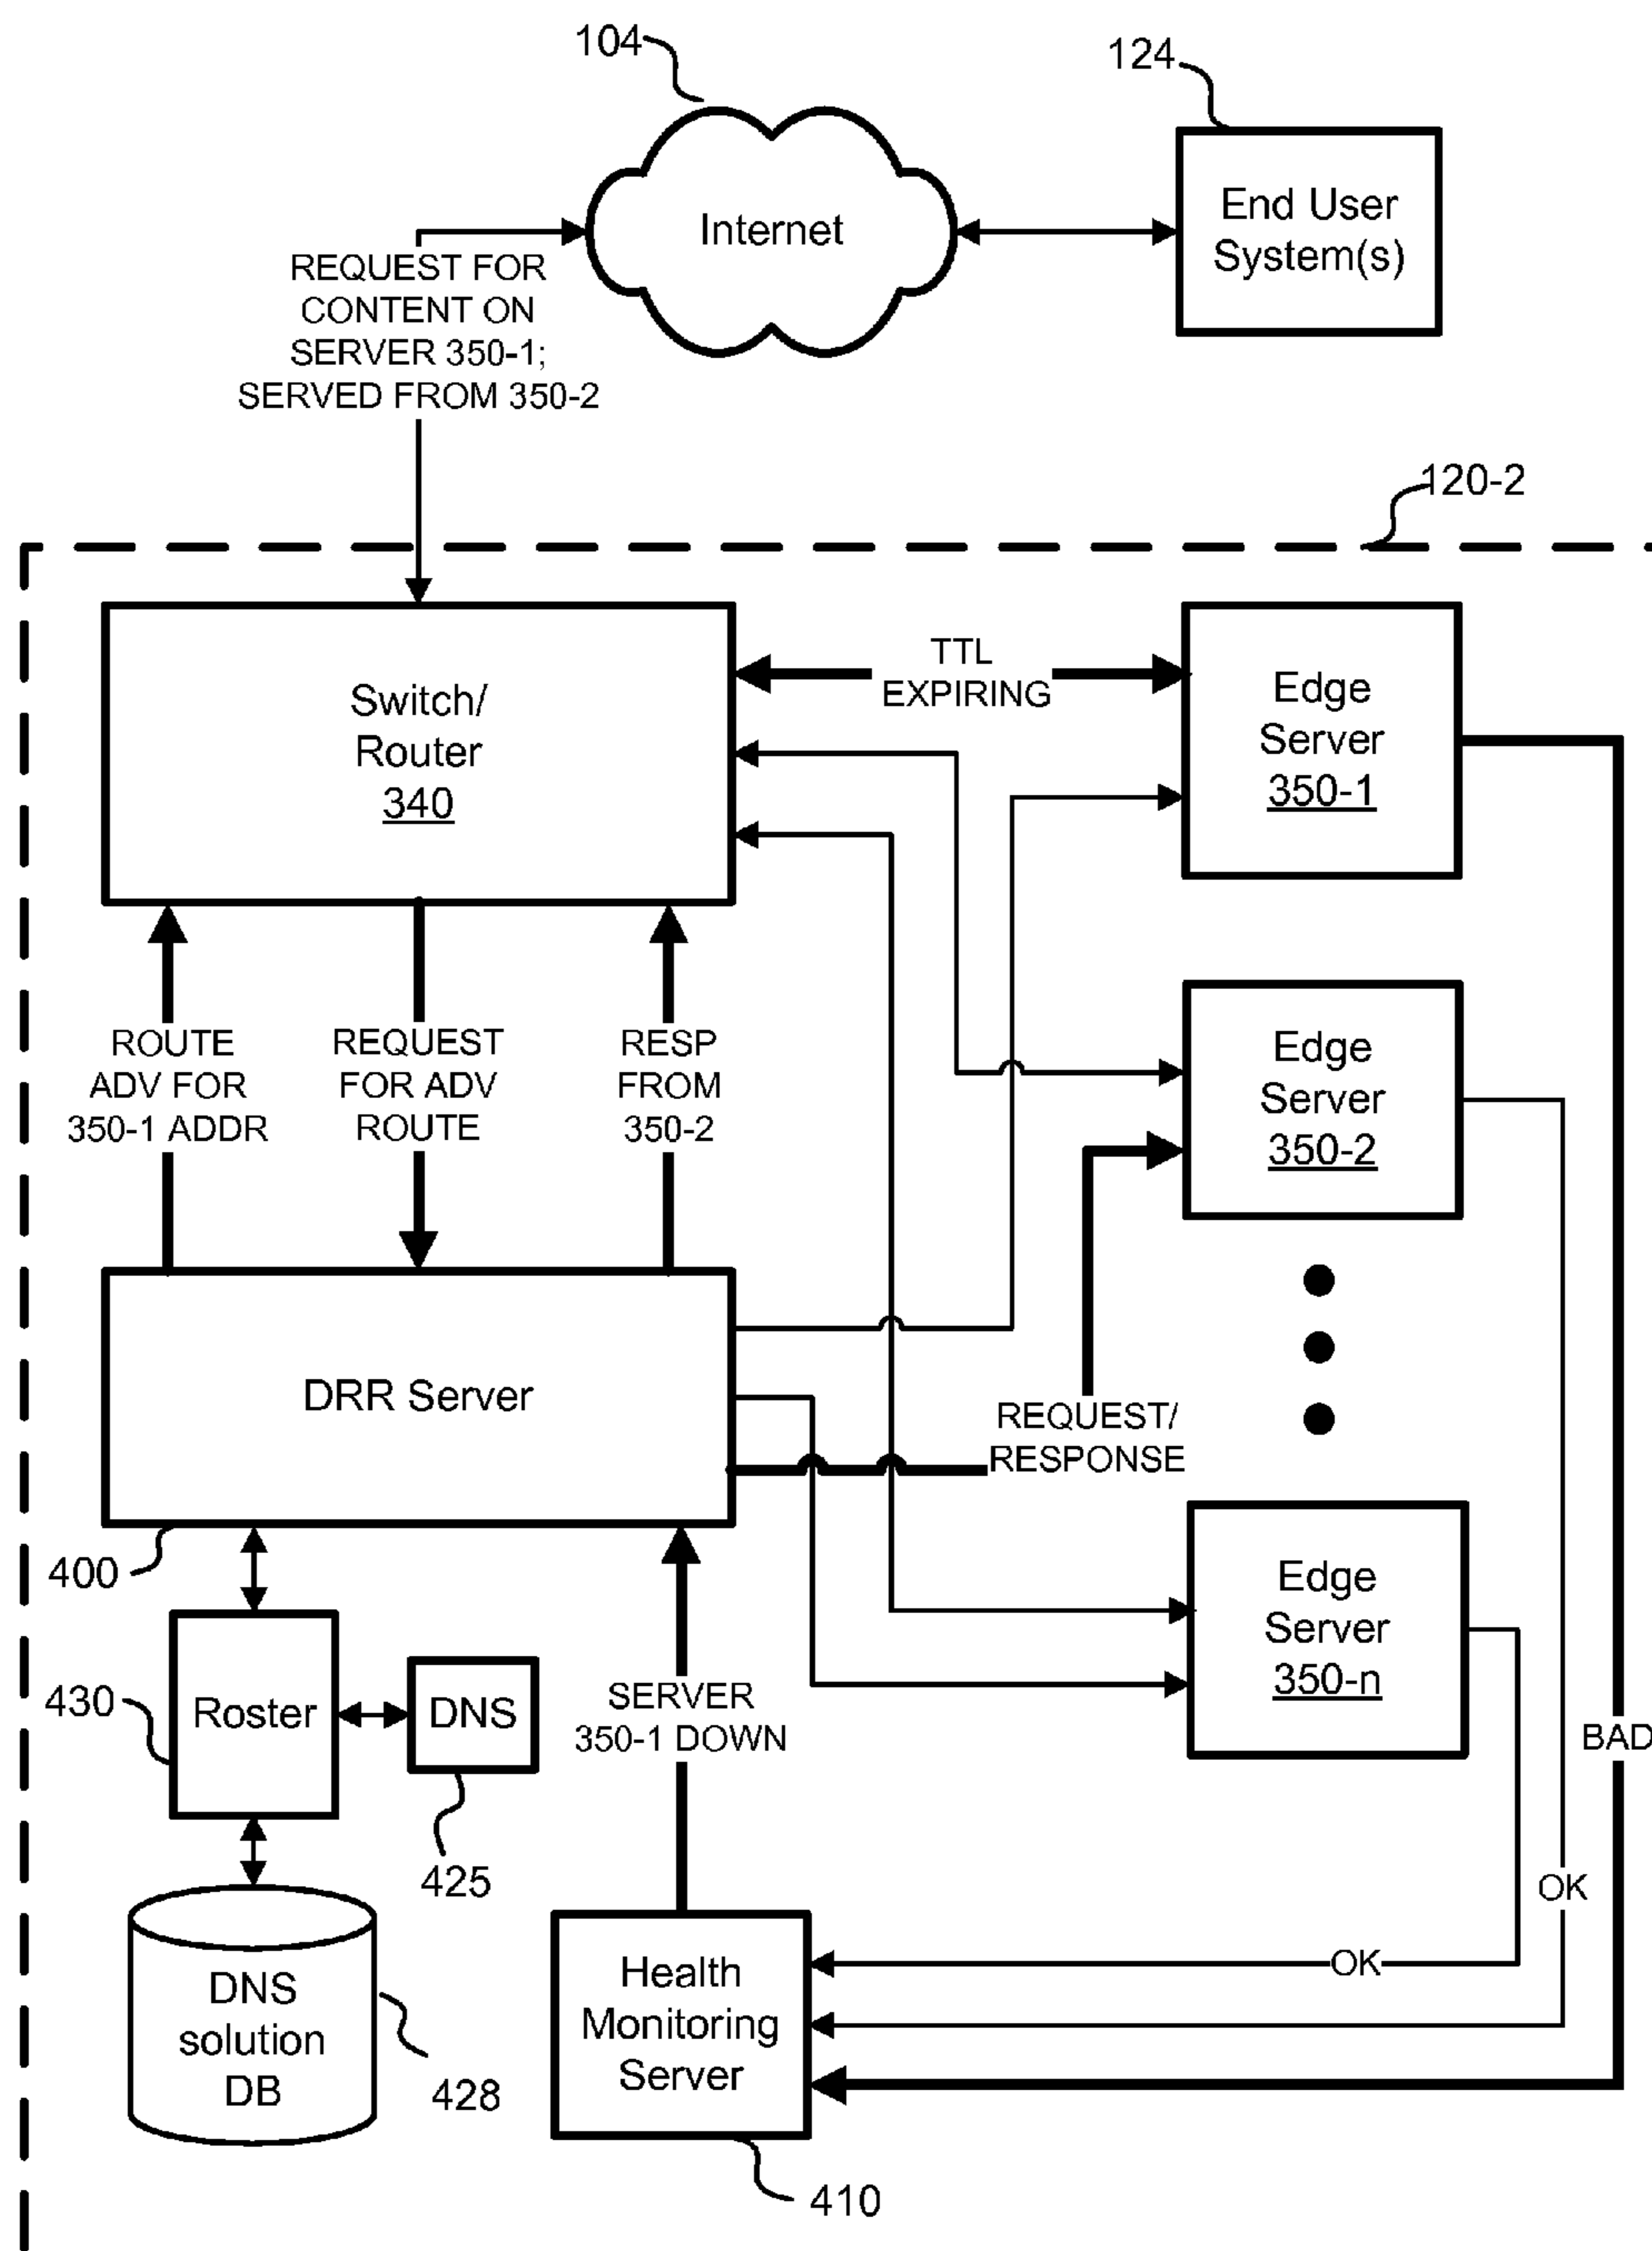 104
124
Internet
End User
System(s)
REQUEST FOR
CONTENT ON
SERVER 350-1;
SERVED FROM 350-2
120-2
Switch/
Router
340
TTL
EXPIRING
Edge
Server
350-1
ROUTE
ADV FOR
350-1 ADDR
REQUEST
FOR ADV
ROUTE
RESP
FROM
350-2
Edge
Server
350-2
DRR Server
REQUEST/
RESPONSE
400
Edge
Server
350-n
430
Roster
DNS
425
SERVER
350-1 DOWN
BAD
OK
OK
DNS
solution
DB
428
Health
Monitoring
Server
410